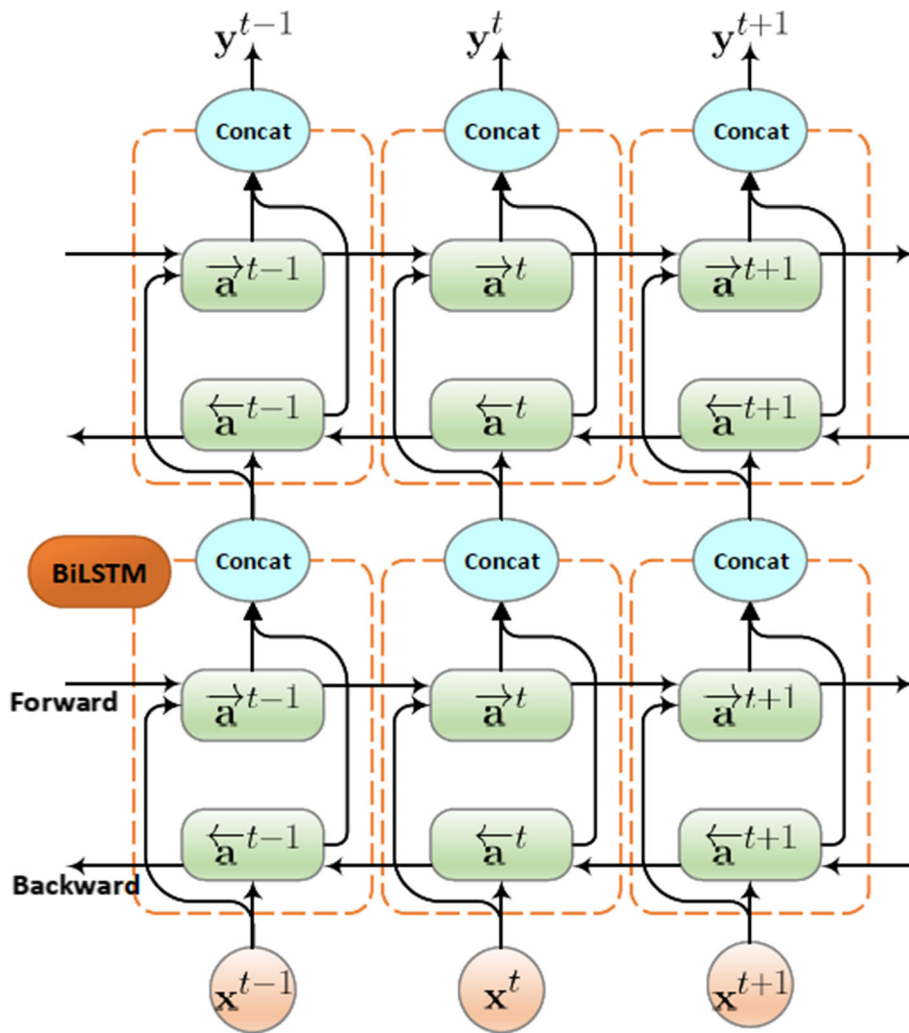 y^{t-1} y^t y^{t+1}
Concat Concat Concat
→a^{t-1} →a^t →a^{t+1}
←a^{t-1} ←a^t ←a^{t+1}
BiLSTM Concat Concat Concat
Forward →a^{t-1} →a^t →a^{t+1}
←a^{t-1} ←a^t ←a^{t+1}
Backward
x^{t-1} x^t x^{t+1}